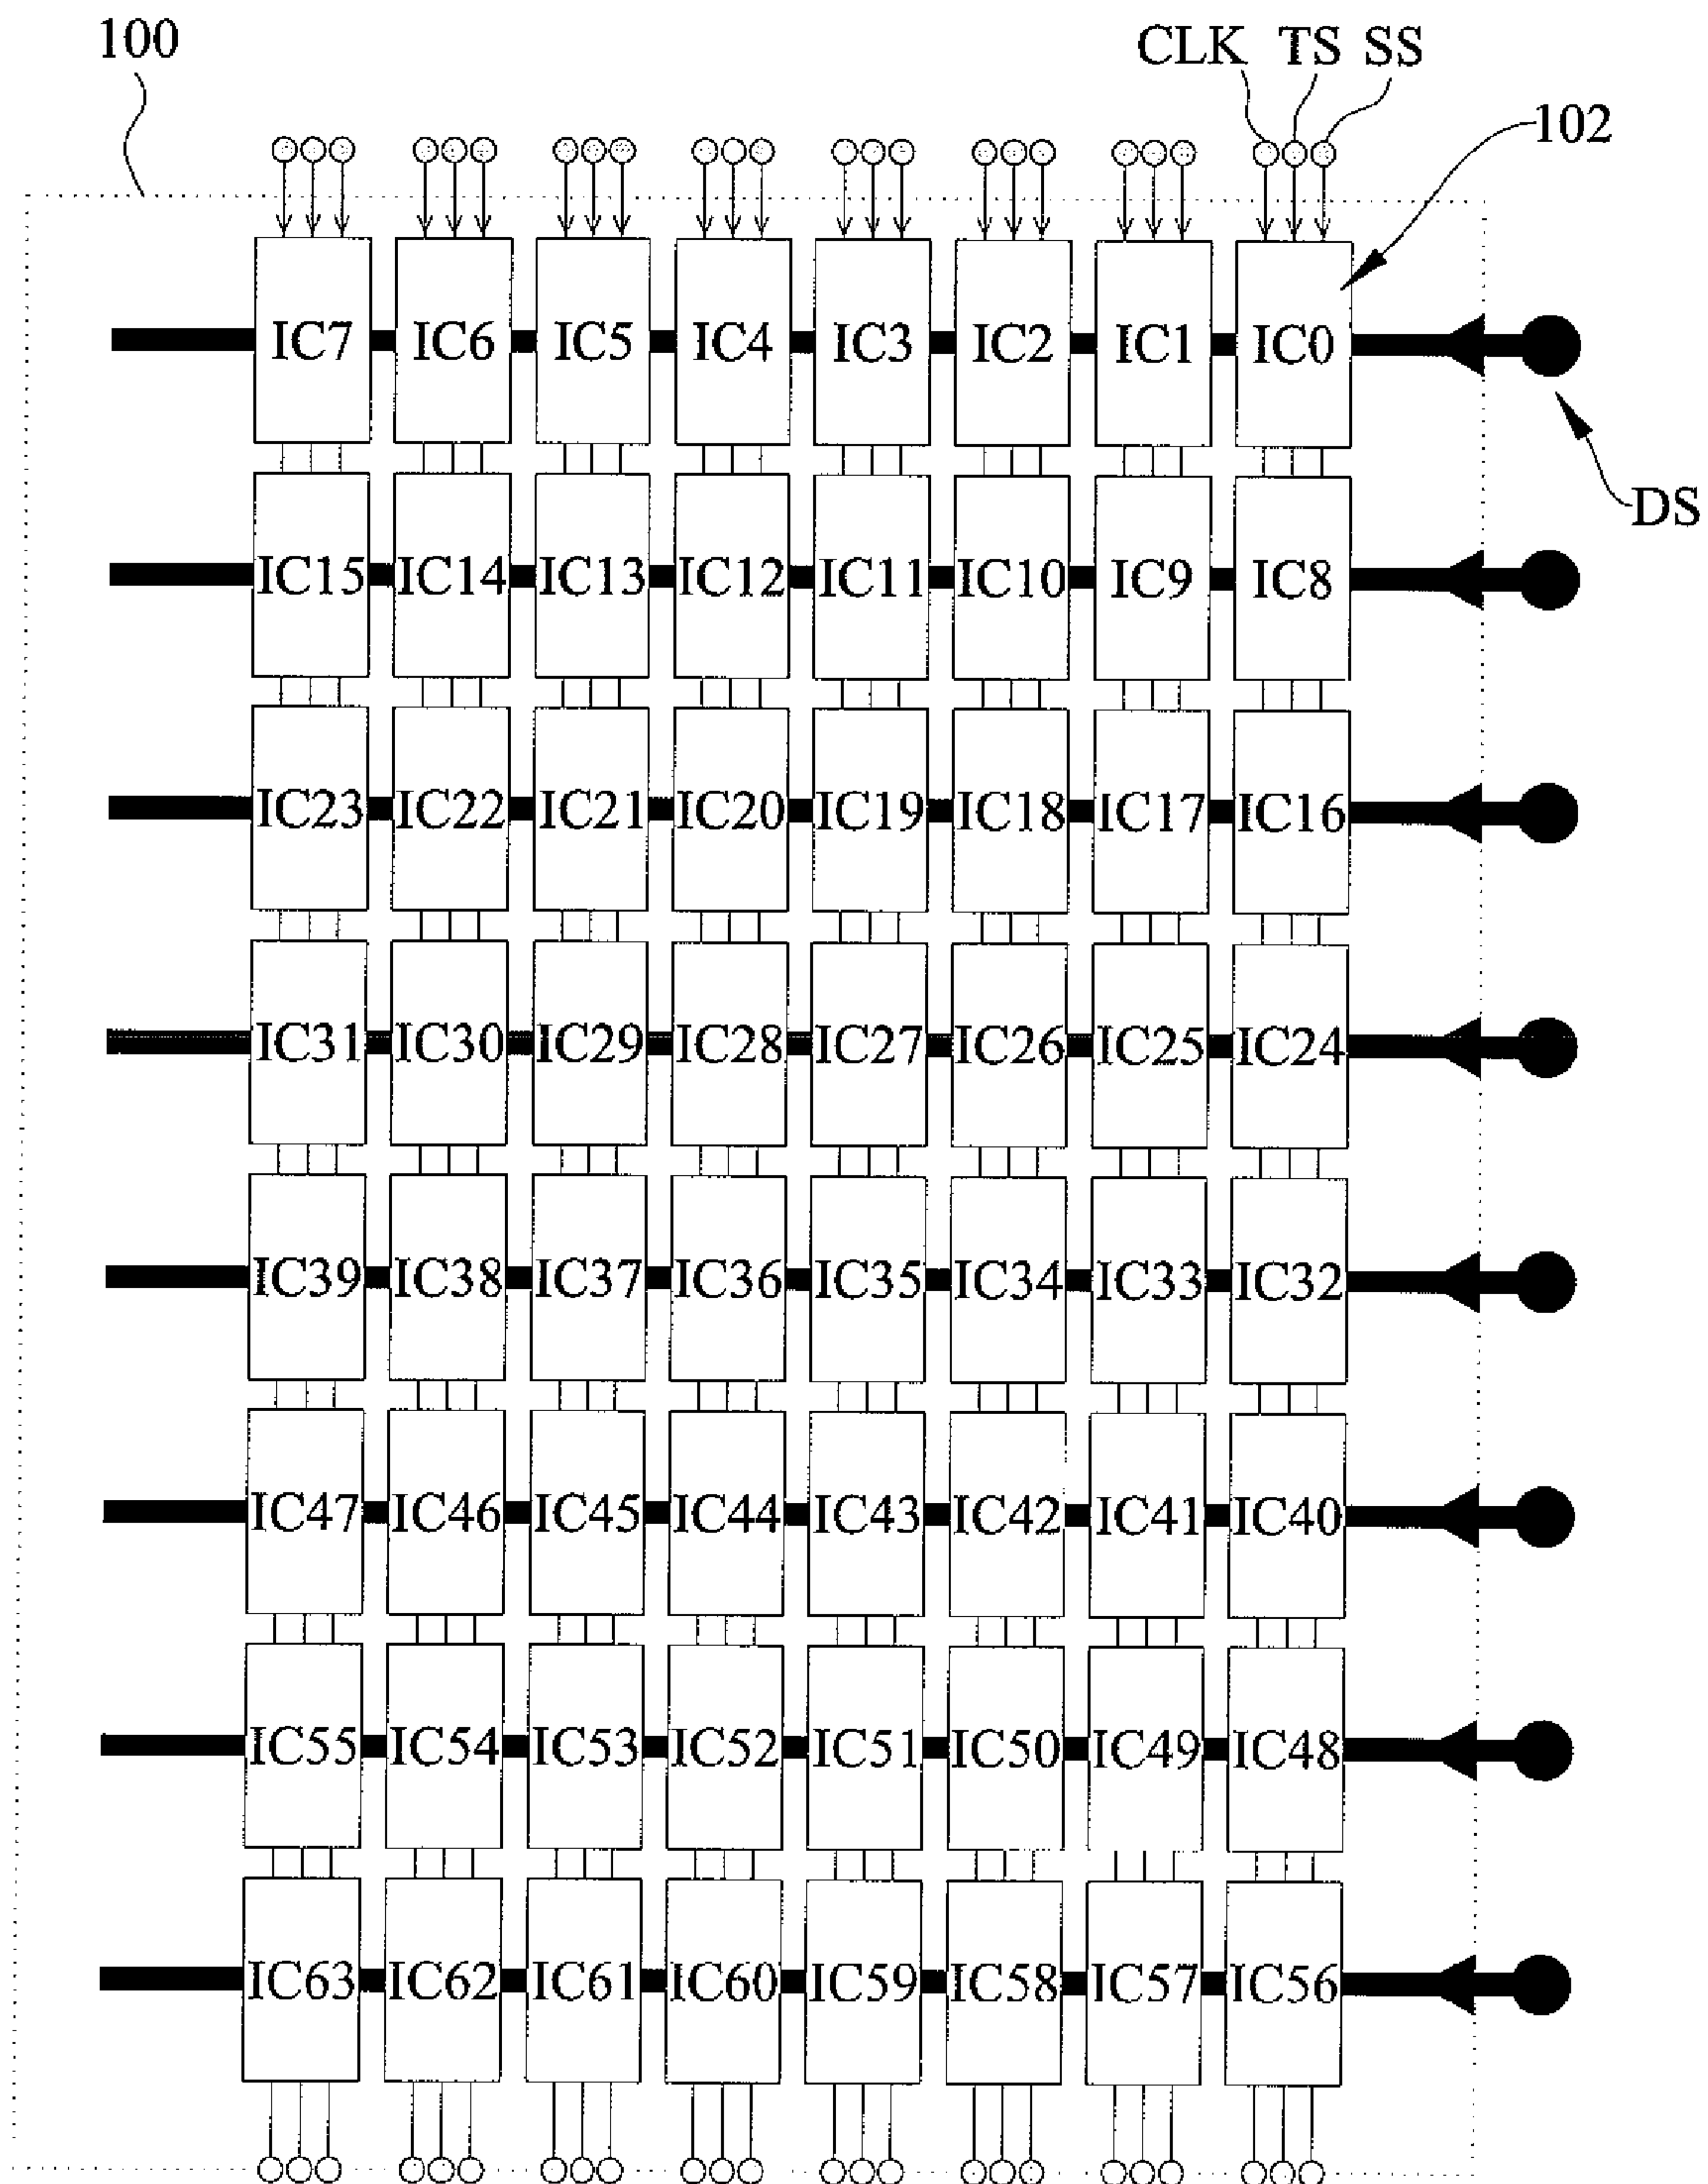 100
CLK TS SS
102
IC7 IC6 IC5 IC4 IC3 IC2 IC1 IC0
DS
IC15 IC14 IC13 IC12 IC11 IC10 IC9 IC8
IC23 IC22 IC21 IC20 IC19 IC18 IC17 IC16
IC31 IC30 IC29 IC28 IC27 IC26 IC25 IC24
IC39 IC38 IC37 IC36 IC35 IC34 IC33 IC32
IC47 IC46 IC45 IC44 IC43 IC42 IC41 IC40
IC55 IC54 IC53 IC52 IC51 IC50 IC49 IC48
IC63 IC62 IC61 IC60 IC59 IC58 IC57 IC56